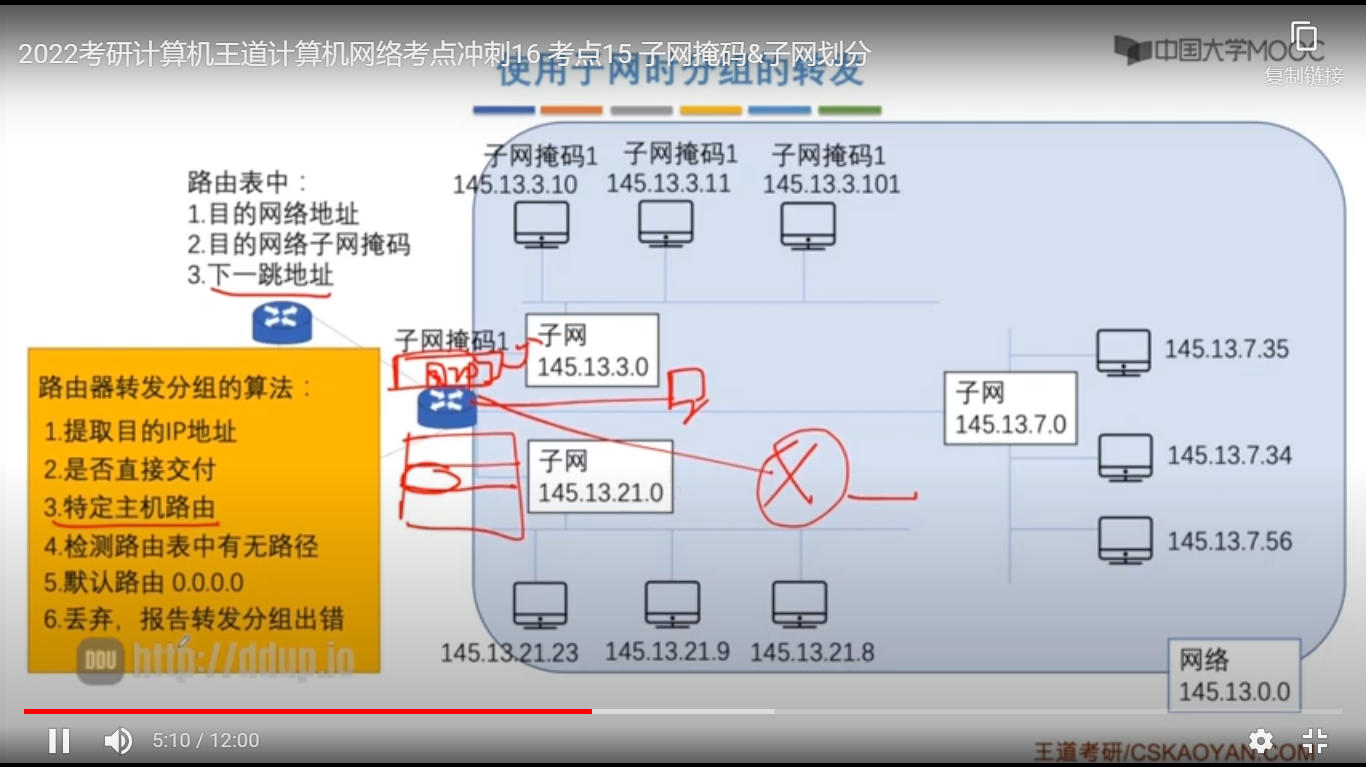 2022考研计算机王道计算机网络考点冲刺16 考点15 子网掩码&子网划分
使用子网时分组的转发
中国大学MOOC
复制链接
路由表中：
1.目的网络地址
2.目的网络子网掩码
3.下一跳地址
子网掩码1
145.13.3.10
子网掩码1
145.13.3.11
子网掩码1
145.13.3.101
子网掩码1
子网
145.13.3.0
子网
145.13.21.0
子网
145.13.7.0
145.13.7.35
145.13.7.34
145.13.7.56
145.13.21.23
145.13.21.9
145.13.21.8
网络
145.13.0.0
路由器转发分组的算法：
1.提取目的IP地址
2.是否直接交付
3.特定主机路由
4.检测路由表中有无路径
5.默认路由 0.0.0.0
6.丢弃，报告转发分组出错
DDU http://ddup.io
5:10 / 12:00
王道考研/CSKAOYAN.COM